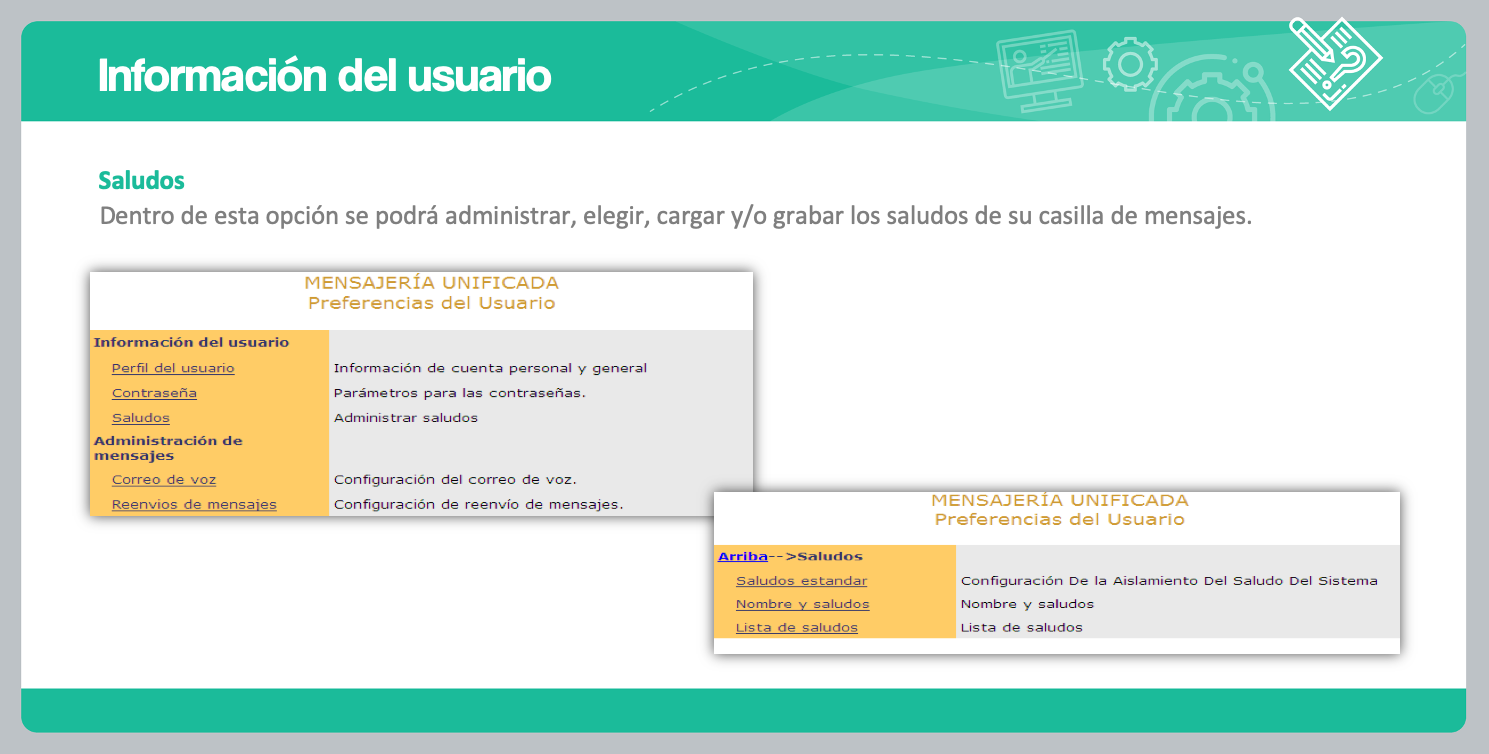 Información del usuario
Saludos
Dentro de esta opción se podrá administrar, elegir, cargar y/o grabar los saludos de su casilla de mensajes.
MENSAJERÍA UNIFICADA
Preferencias del Usuario
Información del usuario
Perfil del usuario Información de cuenta personal y general
Contraseña Parámetros para las contraseñas.
Saludos Administrar saludos
Administración de
mensajes
Correo de voz Configuración del correo de voz.
Reenvios de mensajes Configuración de reenvío de mensajes.
MENSAJERÍA UNIFICADA
Preferencias del Usuario
Arriba-->Saludos
Saludos estandar Configuración De la Aislamiento Del Saludo Del Sistema
Nombre y saludos Nombre y saludos
Lista de saludos Lista de saludos